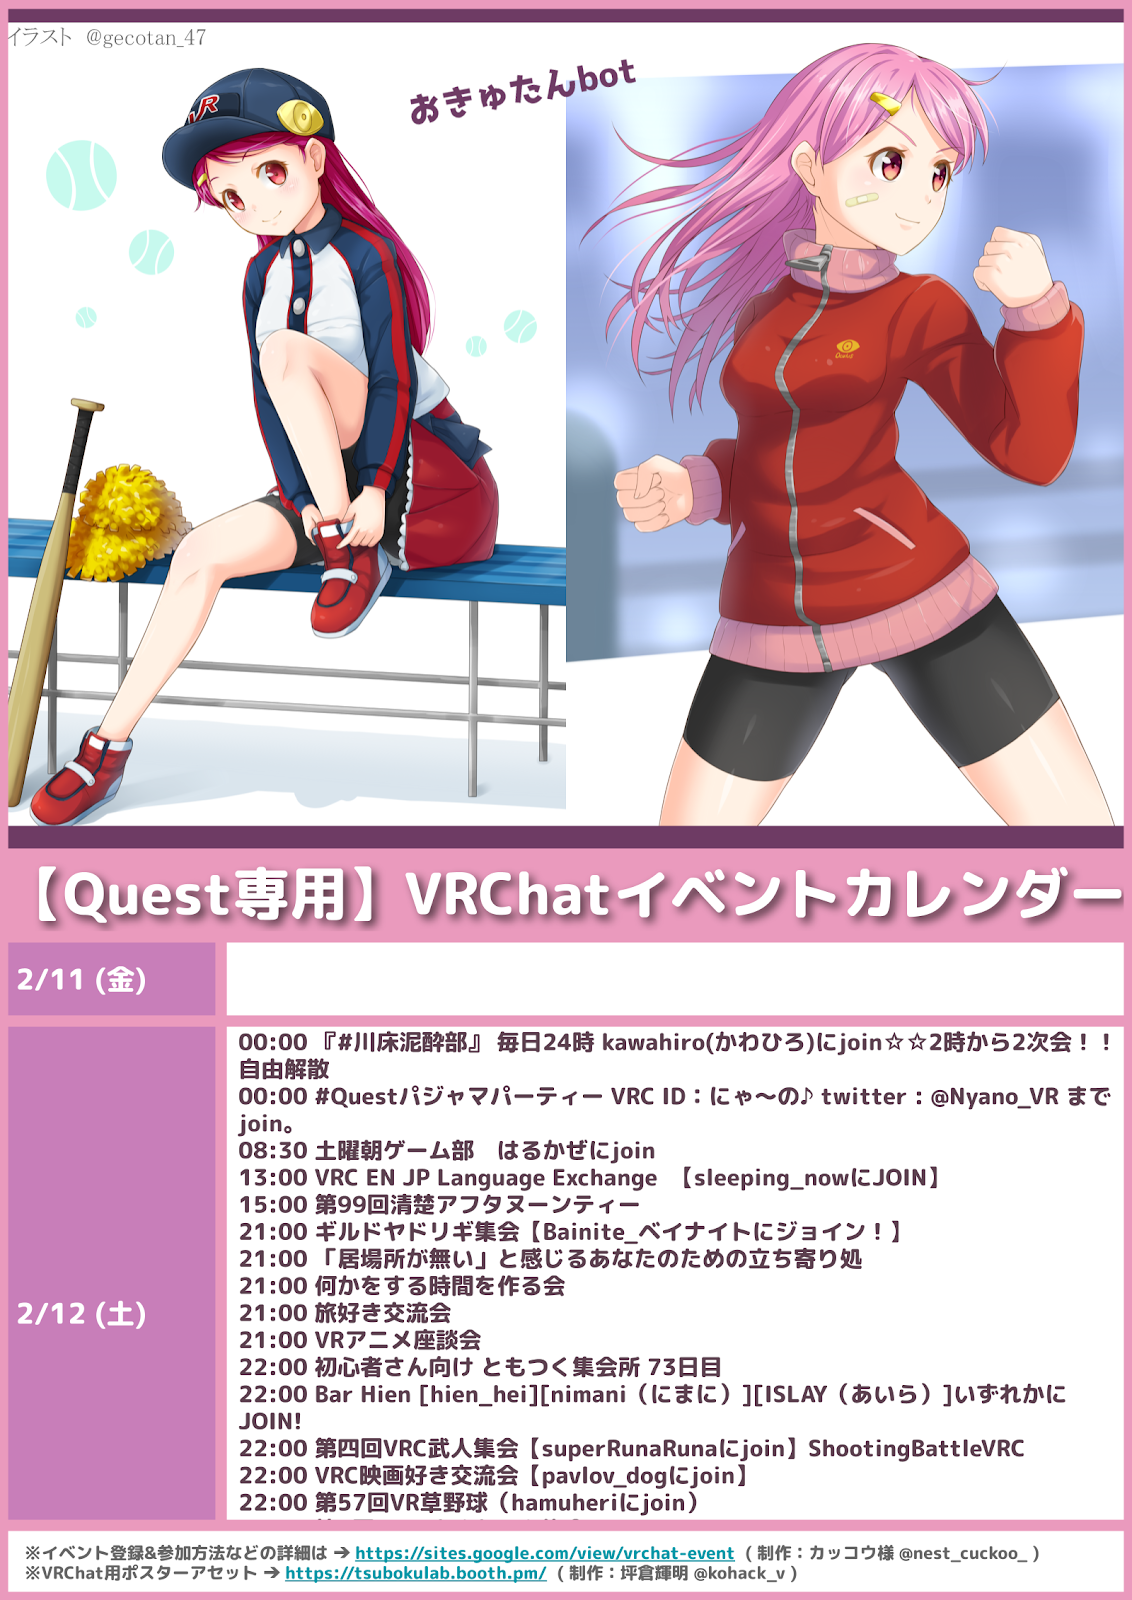 イラスト @gecotan_47
おきゅたんbot
VR
Quest
【Quest専用】VRChatイベントカレンダー
2/11 (金)
00:00 『#川床泥酔部』 毎日24時 kawahiro(かわひろ)にjoin☆☆2時から2次会！！
自由解散
00:00 #Questパジャマパーティー VRC ID：にゃ～の♪ twitter : @Nyano_VR まで
join。
08:30 土曜朝ゲーム部　はるかぜにjoin
13:00 VRC EN JP Language Exchange 【sleeping_nowにJOIN】
15:00 第99回清楚アフタヌーンティー
21:00 ギルドヤドリギ集会【Bainite_ベイナイトにジョイン！】
21:00 「居場所が無い」と感じるあなたのための立ち寄り処
21:00 何かをする時間を作る会
21:00 旅好き交流会
2/12 (土)
21:00 VRアニメ座談会
22:00 初心者さん向け ともつく集会所 73日目
22:00 Bar Hien [hien_hei][nimani（にまに）][ISLAY（あいら）]いずれかに
JOIN!
22:00 第四回VRC武人集会【superRunaRunaにjoin】ShootingBattleVRC
22:00 VRC映画好き交流会【pavlov_dogにjoin】
22:00 第57回VR草野球（hamuheriにjoin）
※イベント登録&参加方法などの詳細は ➔ https://sites.google.com/view/vrchat-event ( 制作：カッコウ様 @nest_cuckoo_ )
※VRChat用ポスターアセット ➔ https://tsubokulab.booth.pm/ ( 制作：坪倉輝明 @kohack_v )